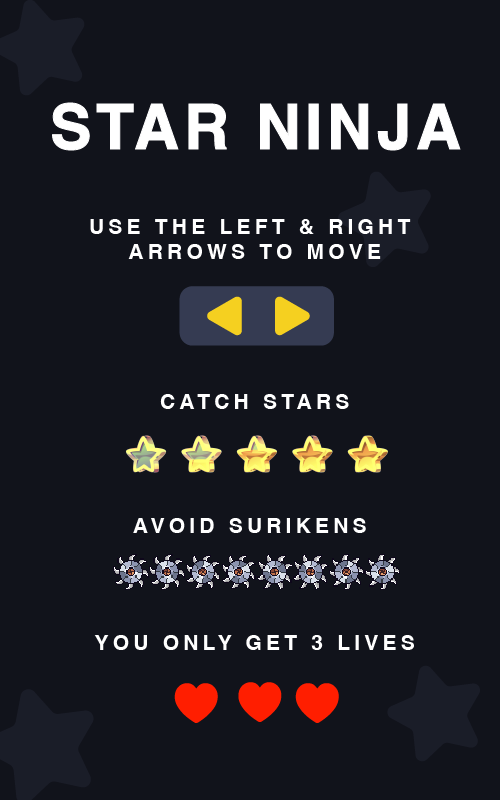 STAR NINJA
USE THE LEFT & RIGHT
ARROWS TO MOVE
CATCH STARS
AVOID SURIKENS
YOU ONLY GET 3 LIVES